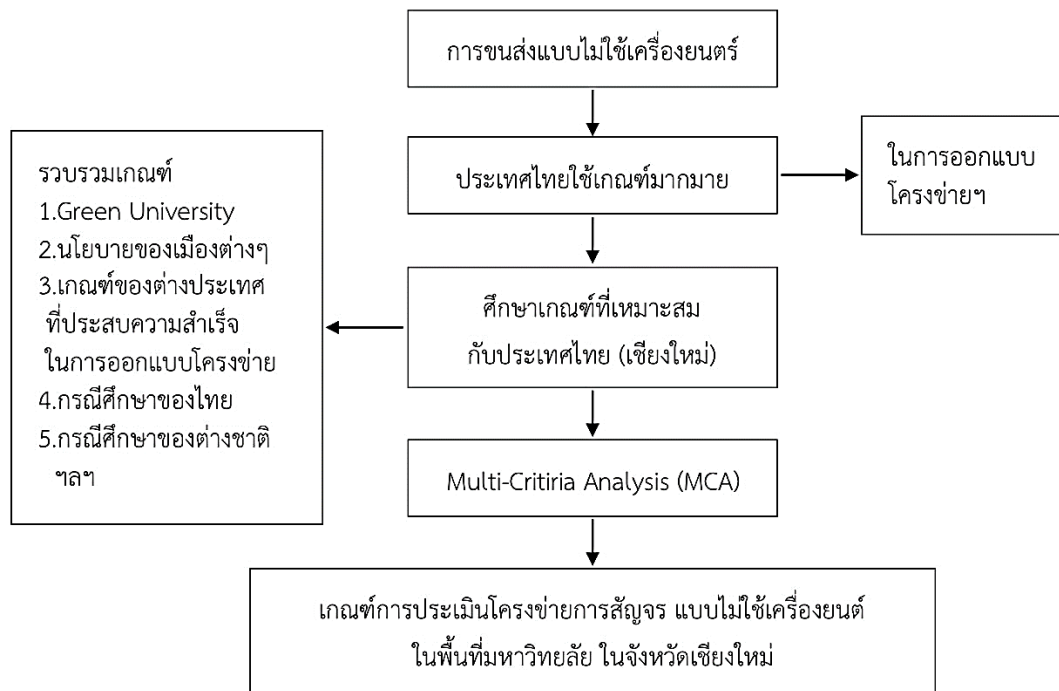 การขนส่งแบบไม่ใช้เครื่องยนตร์
ประเทศไทยใช้เกณฑ์มากมาย
ในการออกแบบ
โครงข่ายฯ
รวบรวมเกณฑ์
1.Green University
2.นโยบายของเมืองต่างๆ
3.เกณฑ์ของต่างประเทศ
ที่ประสบความสำเร็จ
ในการออกแบบโครงข่าย
4.กรณีศึกษาของไทย
5.กรณีศึกษาของต่างชาติ
ฯลฯ
ศึกษาเกณฑ์ที่เหมาะสม
กับประเทศไทย (เชียงใหม่)
Multi-Critiria Analysis (MCA)
เกณฑ์การประเมินโครงข่ายการสัญจร แบบไม่ใช้เครื่องยนต์
ในพื้นที่มหาวิทยาลัย ในจังหวัดเชียงใหม่